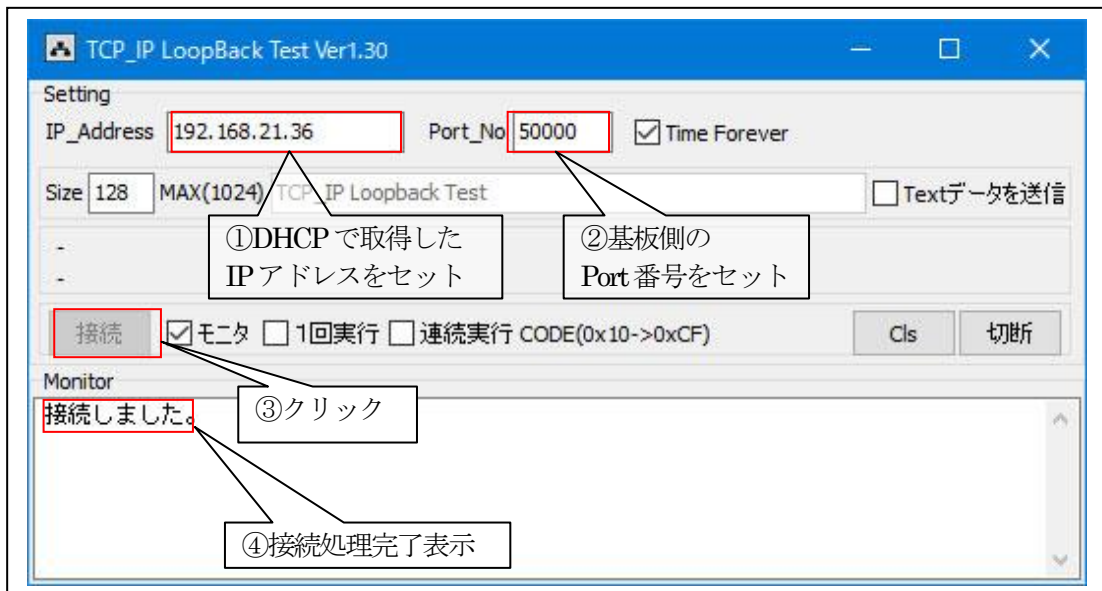 TCP_IP LoopBack Test Ver1.30
Setting
IP_Address 192.168.21.36 Port_No 50000 Time Forever
Size 128 MAX(1024) TCP_IP Loopback Test Textデータを送信
①DHCPで取得した
IPアドレスをセット
②基板側の
Port番号をセット
-
-
接続 モニタ 1回実行 連続実行 CODE(0x10->0xCF) Cls 切断
Monitor
接続しました。
③クリック
④接続処理完了表示